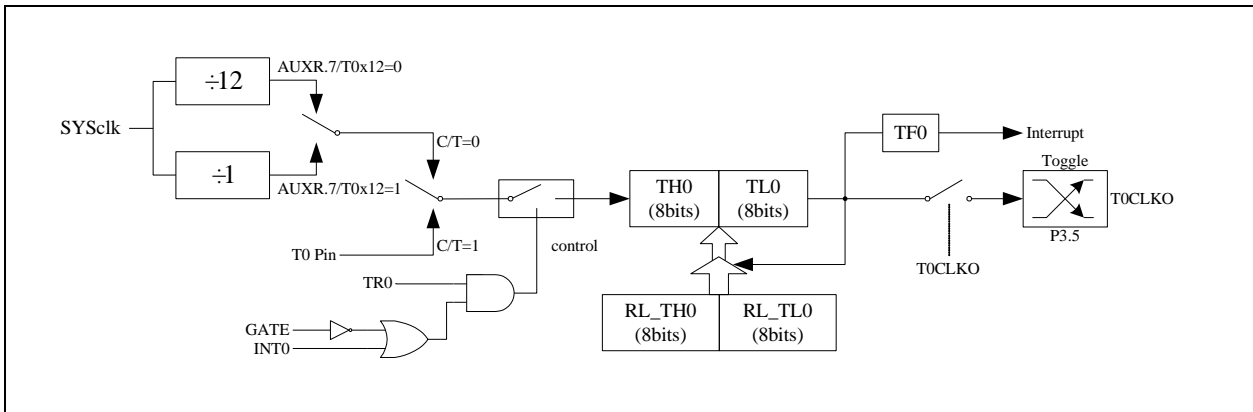 ÷12
AUXR.7/T0x12=0
SYSclk
÷1
AUXR.7/T0x12=1
C/T=0
C/T=1
T0 Pin
control
TR0
GATE
INT0
TH0
(8bits)
TL0
(8bits)
RL_TH0
(8bits)
RL_TL0
(8bits)
TF0
Interrupt
Toggle
T0CLKO
P3.5
T0CLKO